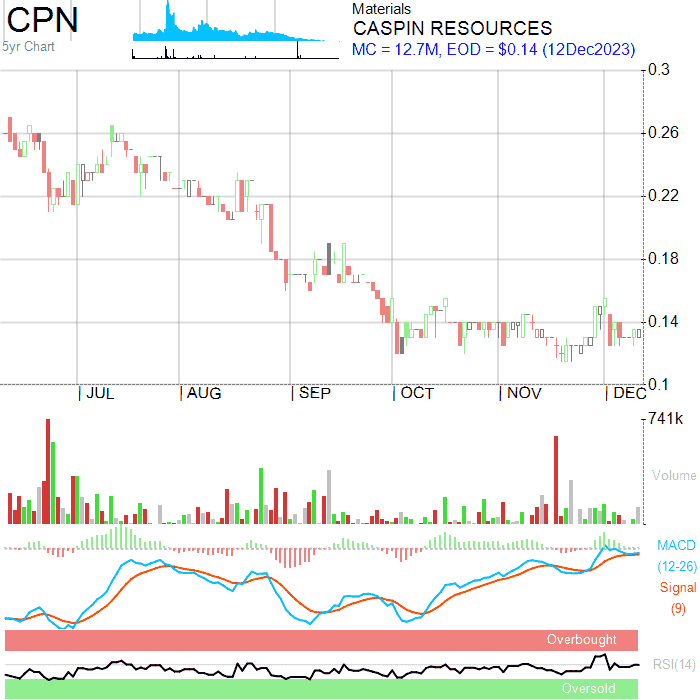 CPN
5yr Chart
Materials
CASPIN RESOURCES
MC = 12.7M, EOD = $0.14 (12Dec2023)
0.3
0.26
0.22
0.18
0.14
0.1
JUL AUG SEP OCT NOV DEC
741k
Volume
MACD
(12-26)
Signal
(9)
Overbought
RSI(14)
Oversold